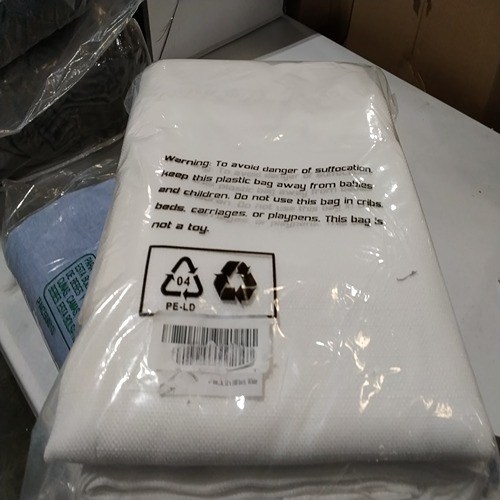 Warning: To avoid danger of suffocation,
keep this plastic bag away from babies
and children. Do not use this bag in cribs,
beds, carriages, or playpens. This bag is
not a toy.
04
PE-LD